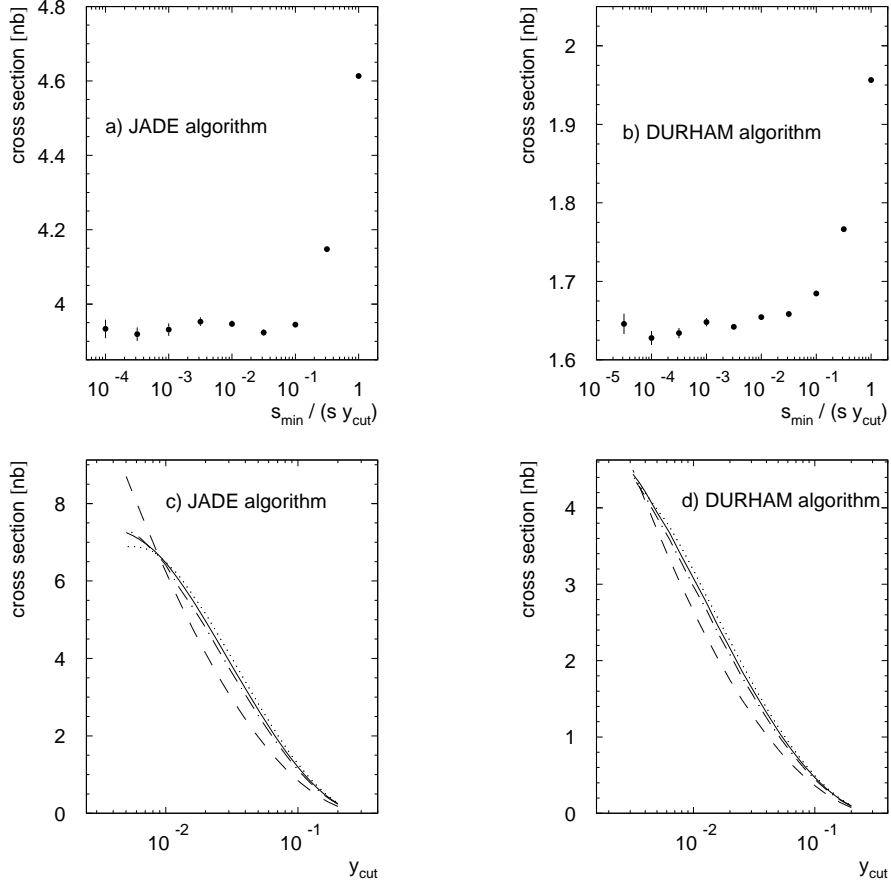 cross section [nb]
a) JADE algorithm
4.8
4.6
4.4
4.2
4
10^-4 10^-3 10^-2 10^-1 1
s_min / (s y_cut)
cross section [nb]
b) DURHAM algorithm
2
1.9
1.8
1.7
1.6
10^-5 10^-4 10^-3 10^-2 10^-1 1
s_min / (s y_cut)
cross section [nb]
c) JADE algorithm
8
6
4
2
0
10^-2 10^-1
y_cut
cross section [nb]
d) DURHAM algorithm
4
3
2
1
0
10^-2 10^-1
y_cut